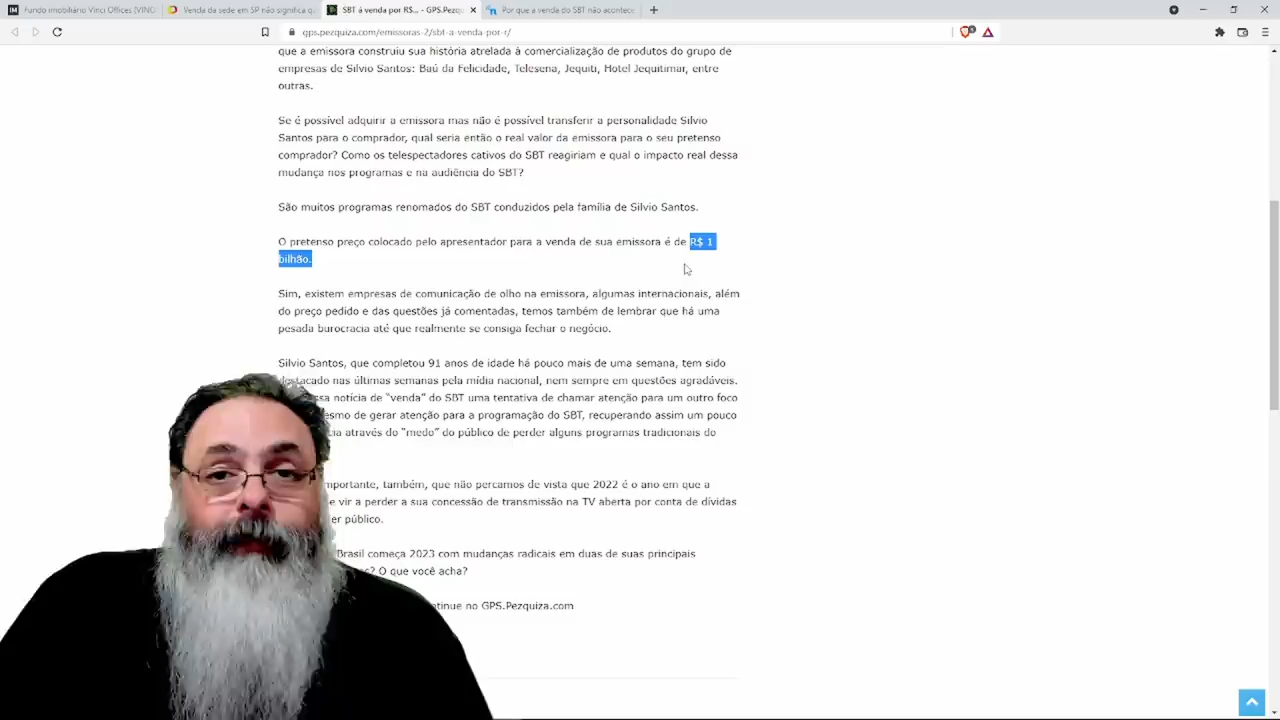 Fundo imobiliário Vinci Offices [VINO
Venda da sede em SP não significa q
SBT à venda por R$... - GPS.Pezqu
Por que a venda do SBT não acontec
gps.pezquiza.com/emissoras-2/sbt-a-venda-por-r/
que a emissora construiu sua história atrelada à comercialização de produtos do grupo de
empresas de Silvio Santos: Baú da Felicidade, Telesena, Jequiti, Hotel Jequitimar, entre
outras.
Se é possível adquirir a emissora mas não é possível transferir a personalidade Silvio
Santos para o comprador, qual seria então o real valor da emissora para o seu pretenso
comprador? Como os telespectadores cativos do SBT reagiriam e qual o impacto real dessa
mudança nos programas e na audiência do SBT?
São muitos programas renomados do SBT conduzidos pela família de Silvio Santos.
O pretenso preço colocado pelo apresentador para a venda de sua emissora é de R$ 1
bilhão.
Sim, existem empresas de comunicação de olho na emissora, algumas internacionais, além
do preço pedido e das questões já comentadas, temos também de lembrar que há uma
pesada burocracia até que realmente se consiga fechar o negócio.
Silvio Santos, que completou 91 anos de idade há pouco mais de uma semana, tem sido
destacado nas últimas semanas pela mídia nacional, nem sempre em questões agradáveis.
ssa notícia de "venda" do SBT uma tentativa de chamar atenção para um outro foco
esmo de gerar atenção para a programação do SBT, recuperando assim um pouco
cia através do "medo" do público de perder alguns programas tradicionais do
mportante, também, que não percamos de vista que 2022 é o ano em que a
e vir a perder a sua concessão de transmissão na TV aberta por conta de dívidas
er público.
Brasil começa 2023 com mudanças radicais em duas de suas principais
s? O que você acha?
ntinue no GPS.Pezquiza.com